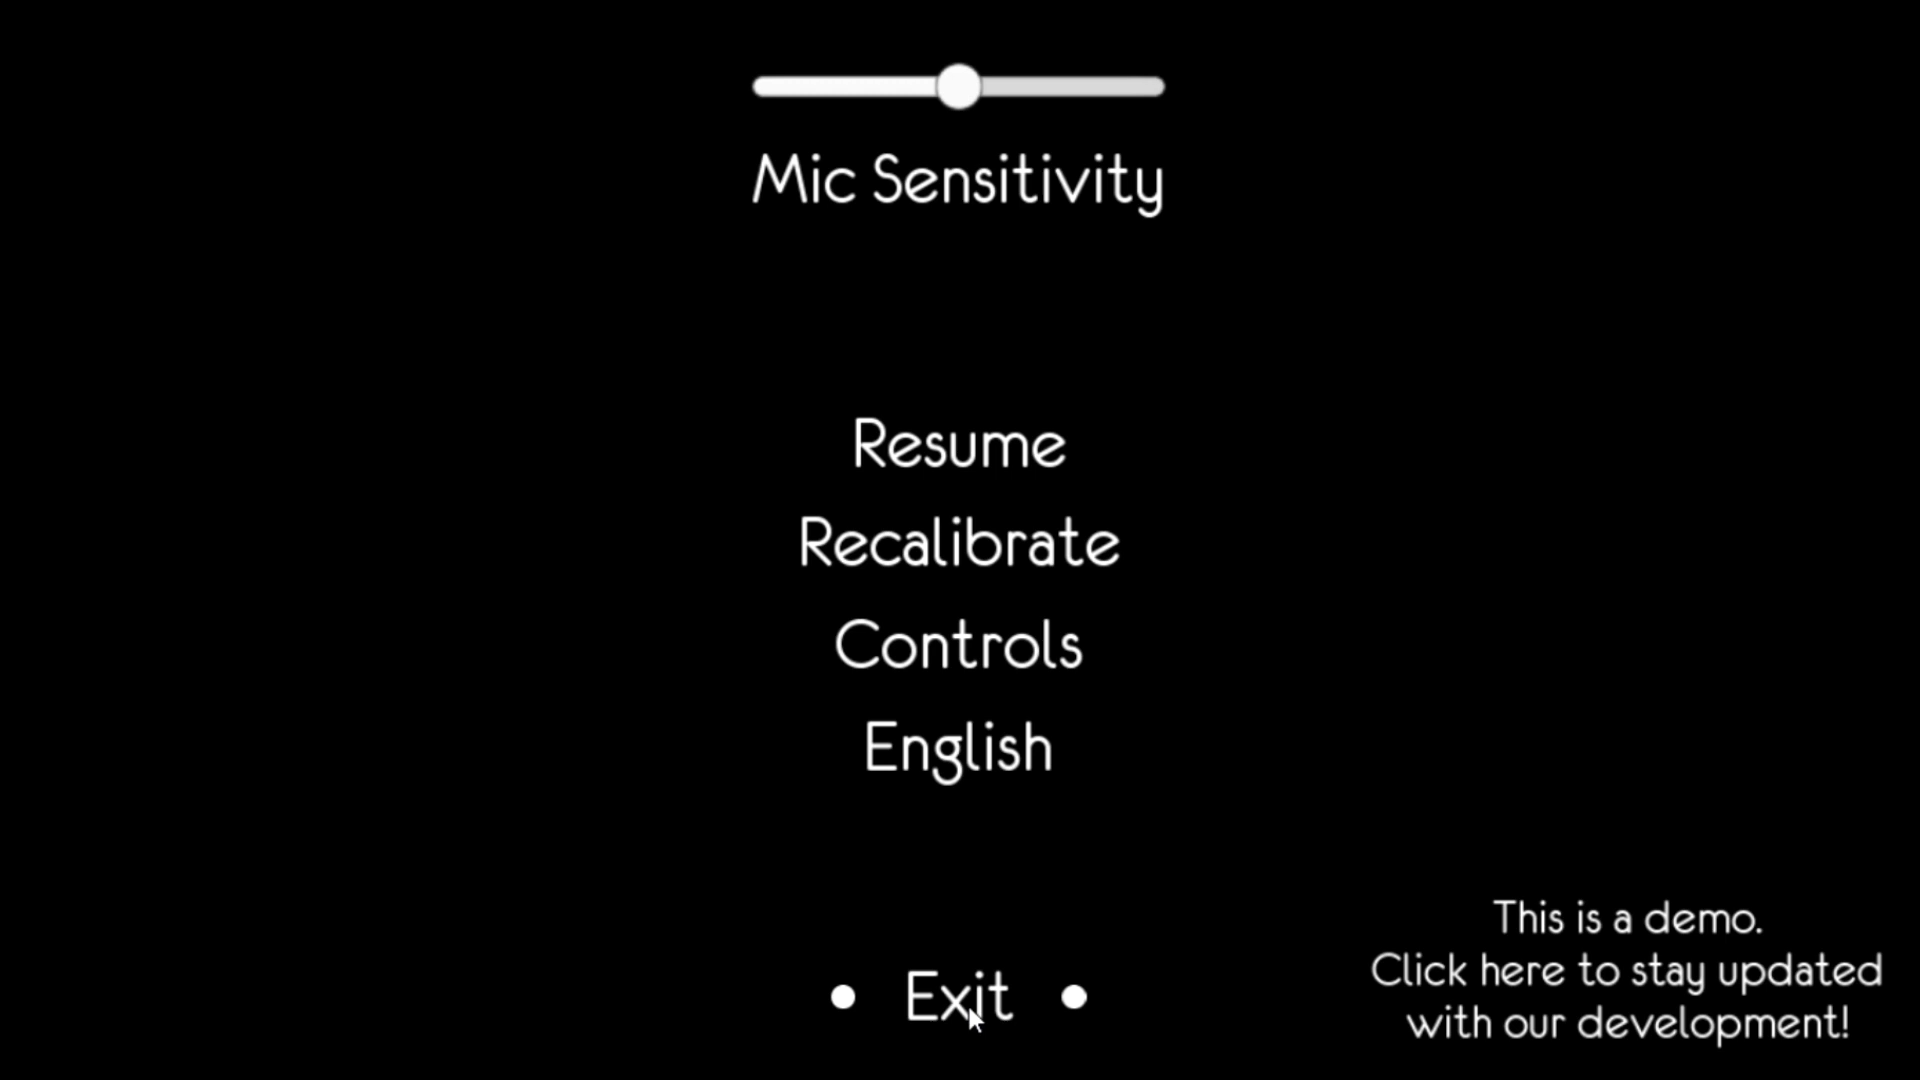 Mic Sensitivity
Resume
Recalibrate
Controls
English
Exit
This is a demo.
Click here to stay updated
with our development!